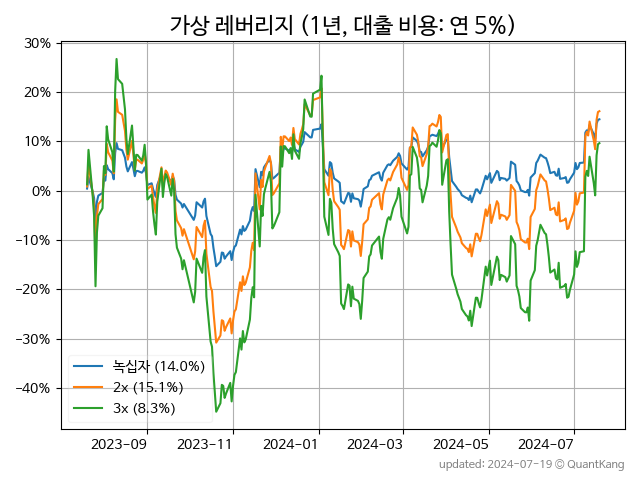 가상 레버리지 (1년, 대출 비용: 연 5%)
30%
20%
10%
0%
−10%
−20%
−30%
−40%
녹십자 (14.0%)
2x (15.1%)
3x (8.3%)
2023-09 2023-11 2024-01 2024-03 2024-05 2024-07
updated: 2024-07-19 © QuantKang